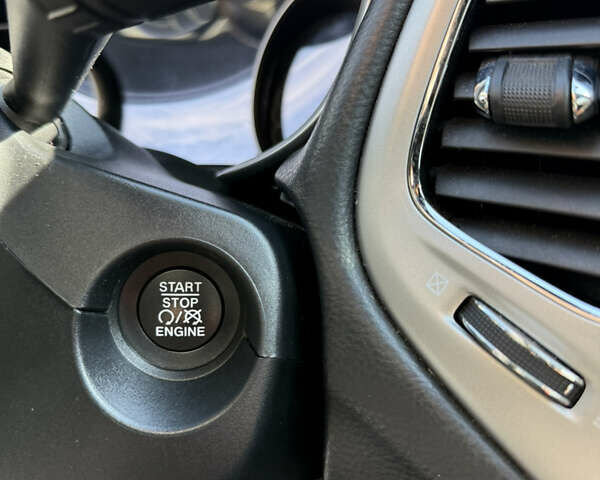 START
STOP
/
ENGINE